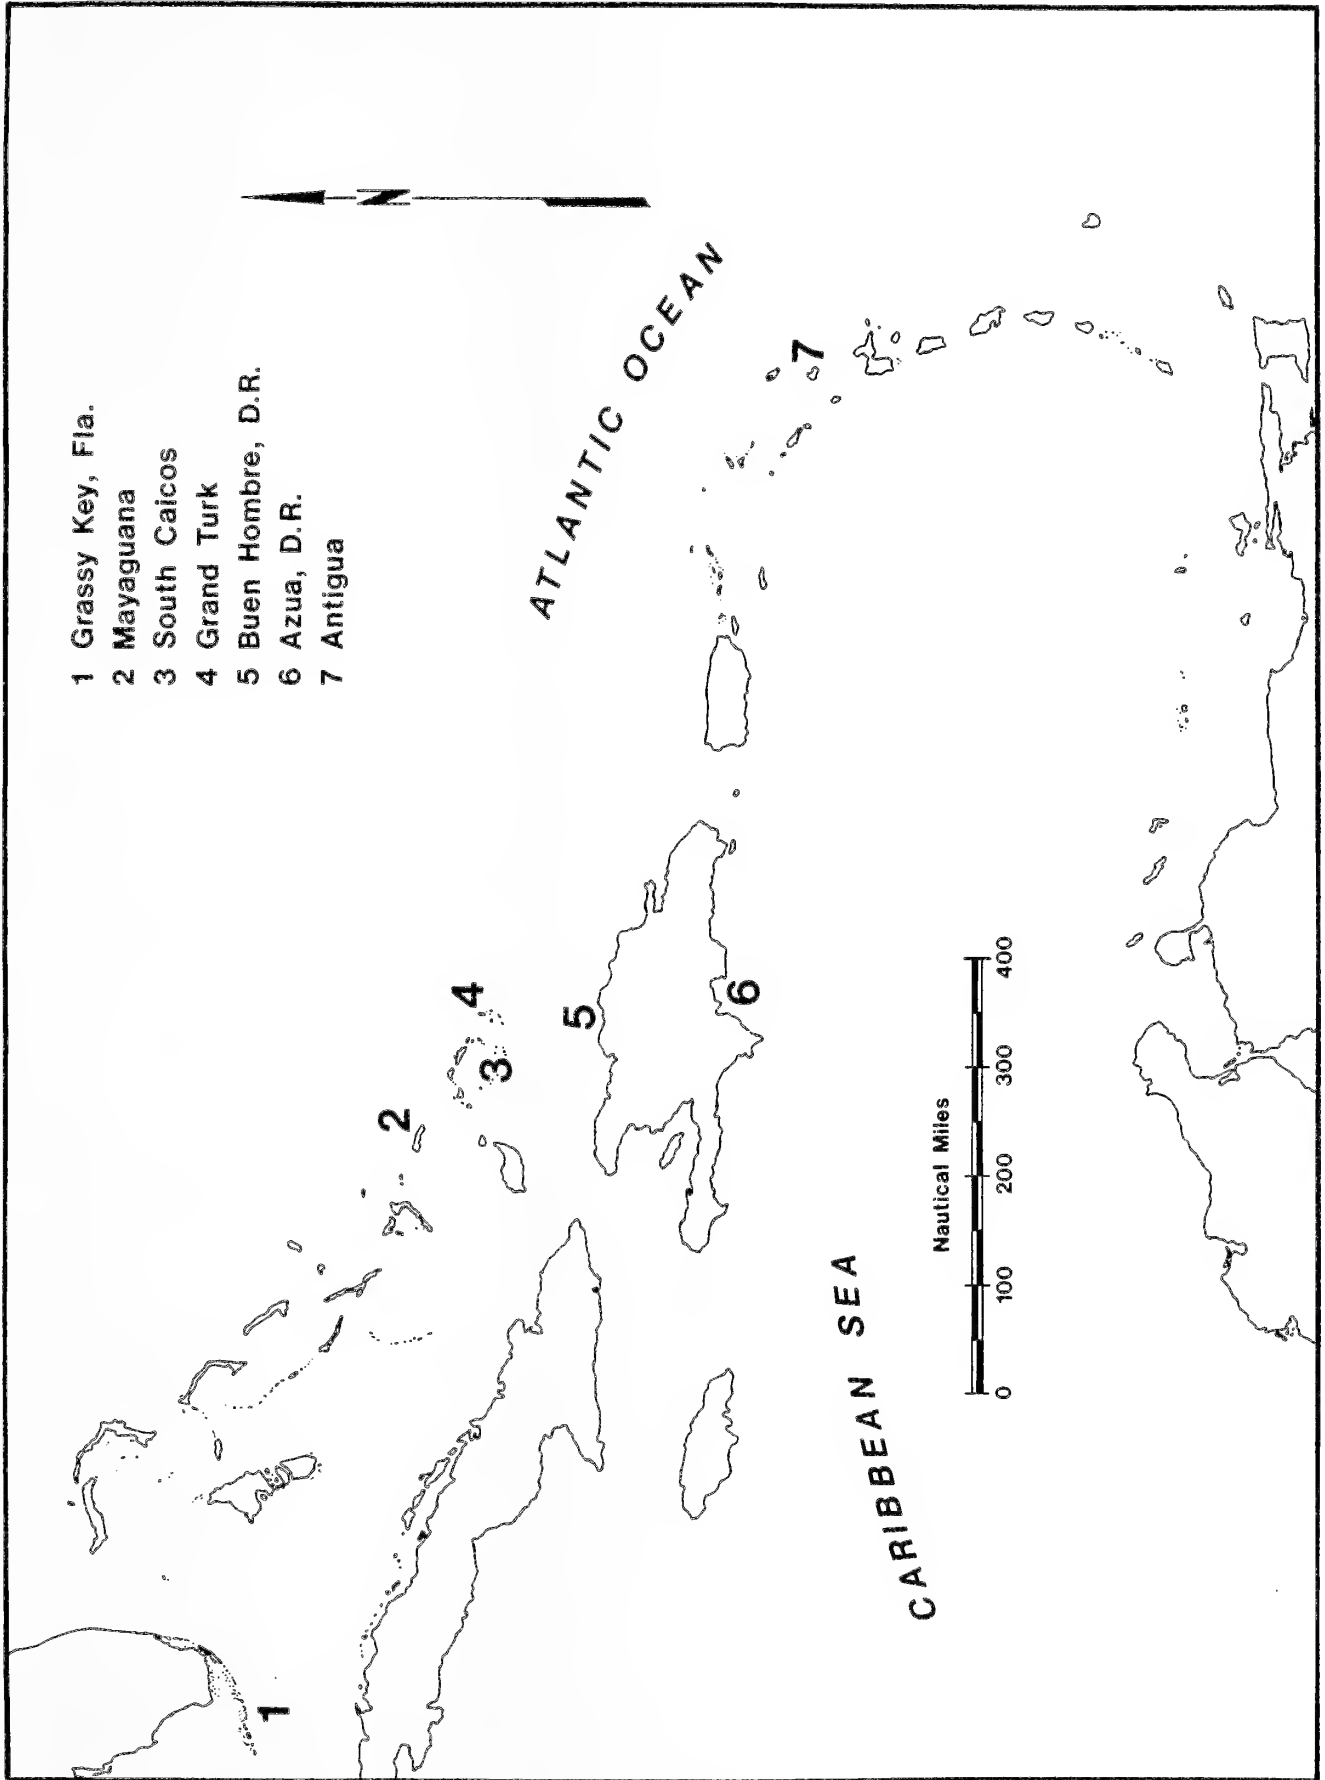 1 Grassy Key, Fla.
2 Mayaguana
3 South Caicos
4 Grand Turk
5 Buen Hombre, D.R.
6 Azua, D.R.
7 Antigua
N
ATLANTIC OCEAN
1
2
3
4
5
6
7
CARIBBEAN SEA
Nautical Miles
0 100 200 300 400